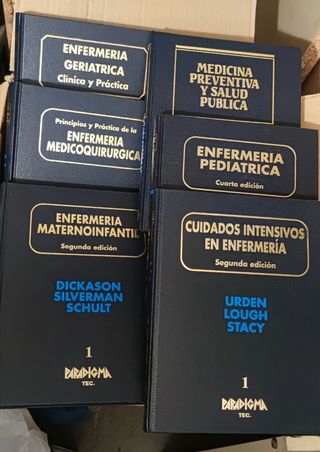 ENFERMERIA
GERIATRICA
Clínica y Práctica
MEDICINA
PREVENTIVA
Y SALUD
PUBLICA
Principios y Práctica de la
ENFERMERIA
MEDICOQUIRURGICA
ENFERMERIA
PEDIATRICA
Cuarta edición
ENFERMERIA
MATERNOINFANTIL
Segunda edición
DICKASON
SILVERMAN
SCHULT
1
PARADIGMA
TEC.
CUIDADOS INTENSIVOS
EN ENFERMERÍA
Segunda edición
URDEN
LOUGH
STACY
1
PARADIGMA
TEC.